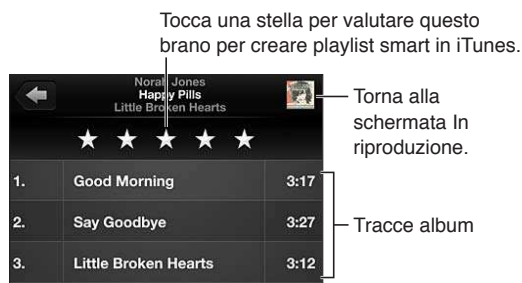 Tocca una stella per valutare questo
brano per creare playlist smart in iTunes.
Norah Jones
Happy Pills
Little Broken Hearts
Torna alla
schermata In
riproduzione.
1. Good Morning 3:17
2. Say Goodbye 3:27
3. Little Broken Hearts 3:12
Tracce album